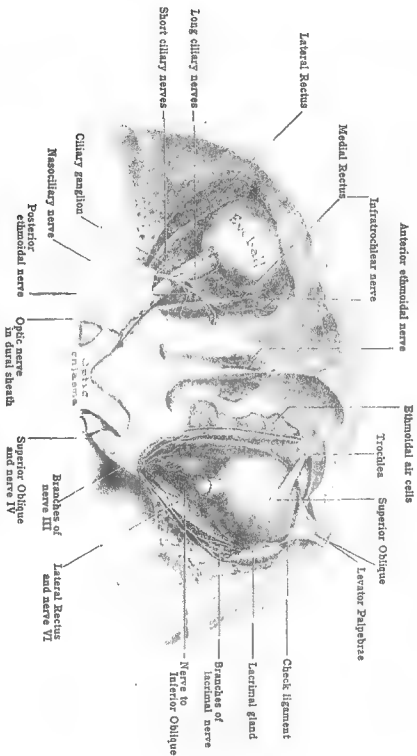 Anterior ethmoidal nerve
Infratrochlear nerve
Medial Rectus
Lateral Rectus
Long ciliary nerves
Short ciliary nerves
Ciliary ganglion
Nasociliary nerve
Posterior
ethmoidal nerve
Optic nerve
in dural sheath
Eyeball
Optic
chiasma
Ethmoidal air cells
Trochlea
Superior Oblique
Levator Palpebrae
Check ligament
Lacrimal gland
Branches of
lacrimal nerve
Nerve to
Inferior Oblique
Lateral Rectus
and nerve VI
Branches of
nerve III
Superior Oblique
and nerve IV